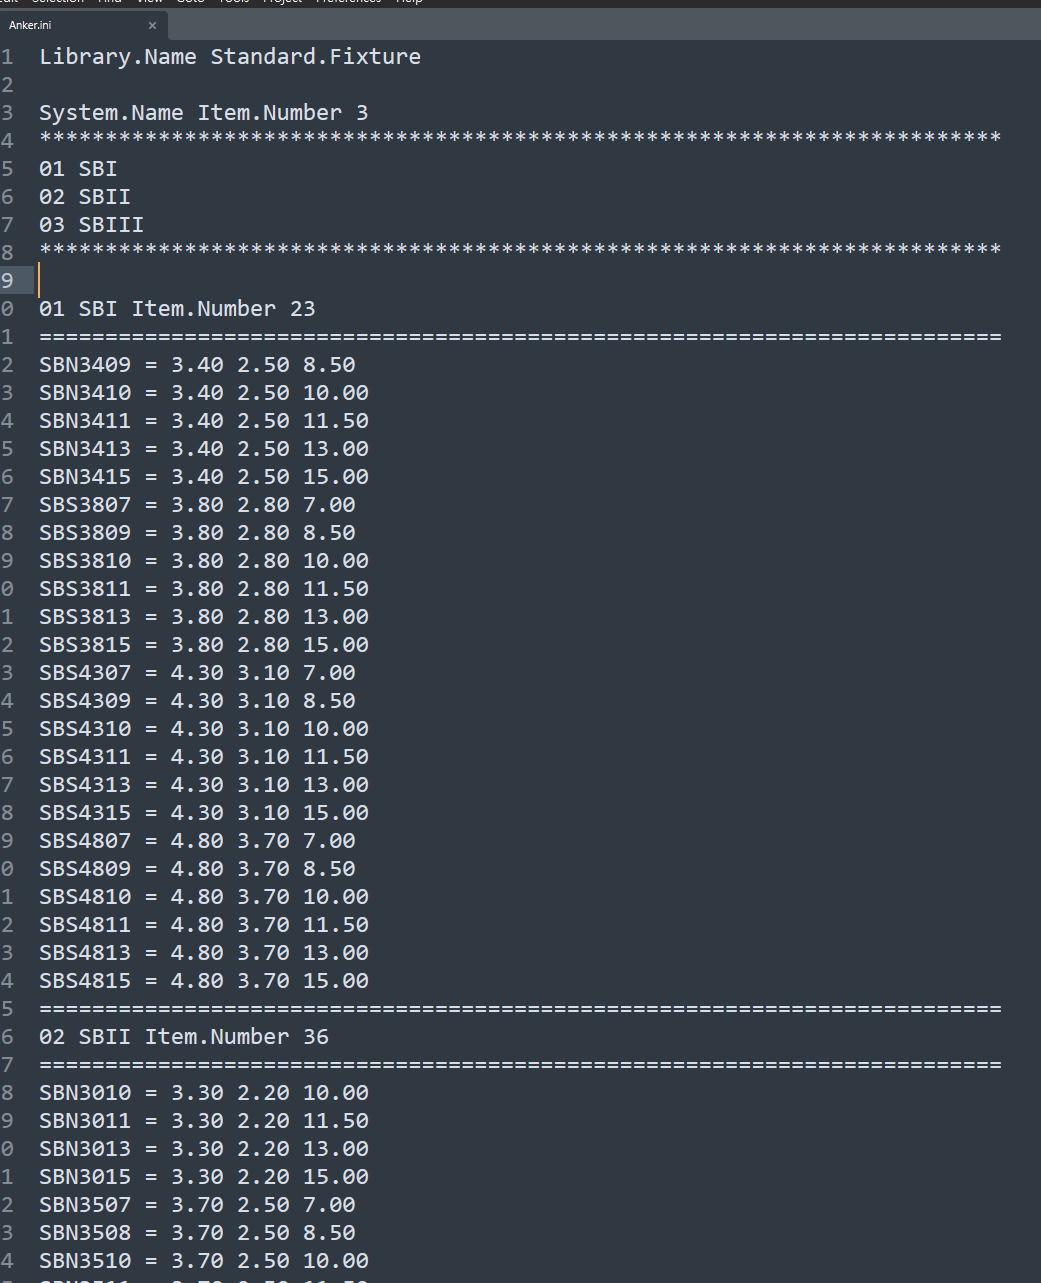 Edit Selection Find View Goto Tools Project Preferences Help
Anker.ini ×
1 Library.Name Standard.Fixture
2
3 System.Name Item.Number 3
4 *************************************************************************
5 01 SBI
6 02 SBII
7 03 SBIII
8 *************************************************************************
9
0 01 SBI Item.Number 23
1 =========================================================================
2 SBN3409 = 3.40 2.50 8.50
3 SBN3410 = 3.40 2.50 10.00
4 SBN3411 = 3.40 2.50 11.50
5 SBN3413 = 3.40 2.50 13.00
6 SBN3415 = 3.40 2.50 15.00
7 SBS3807 = 3.80 2.80 7.00
8 SBS3809 = 3.80 2.80 8.50
9 SBS3810 = 3.80 2.80 10.00
0 SBS3811 = 3.80 2.80 11.50
1 SBS3813 = 3.80 2.80 13.00
2 SBS3815 = 3.80 2.80 15.00
3 SBS4307 = 4.30 3.10 7.00
4 SBS4309 = 4.30 3.10 8.50
5 SBS4310 = 4.30 3.10 10.00
6 SBS4311 = 4.30 3.10 11.50
7 SBS4313 = 4.30 3.10 13.00
8 SBS4315 = 4.30 3.10 15.00
9 SBS4807 = 4.80 3.70 7.00
0 SBS4809 = 4.80 3.70 8.50
1 SBS4810 = 4.80 3.70 10.00
2 SBS4811 = 4.80 3.70 11.50
3 SBS4813 = 4.80 3.70 13.00
4 SBS4815 = 4.80 3.70 15.00
5 =========================================================================
6 02 SBII Item.Number 36
7 =========================================================================
8 SBN3010 = 3.30 2.20 10.00
9 SBN3011 = 3.30 2.20 11.50
0 SBN3013 = 3.30 2.20 13.00
1 SBN3015 = 3.30 2.20 15.00
2 SBN3507 = 3.70 2.50 7.00
3 SBN3508 = 3.70 2.50 8.50
4 SBN3510 = 3.70 2.50 10.00